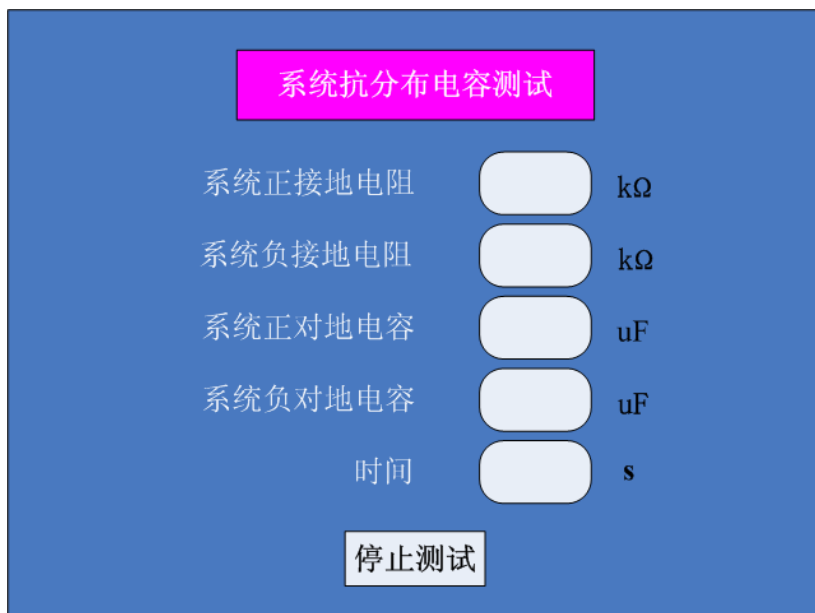 系统抗分布电容测试
系统正接地电阻 kΩ
系统负接地电阻 kΩ
系统正对地电容 uF
系统负对地电容 uF
时间 s
停止测试